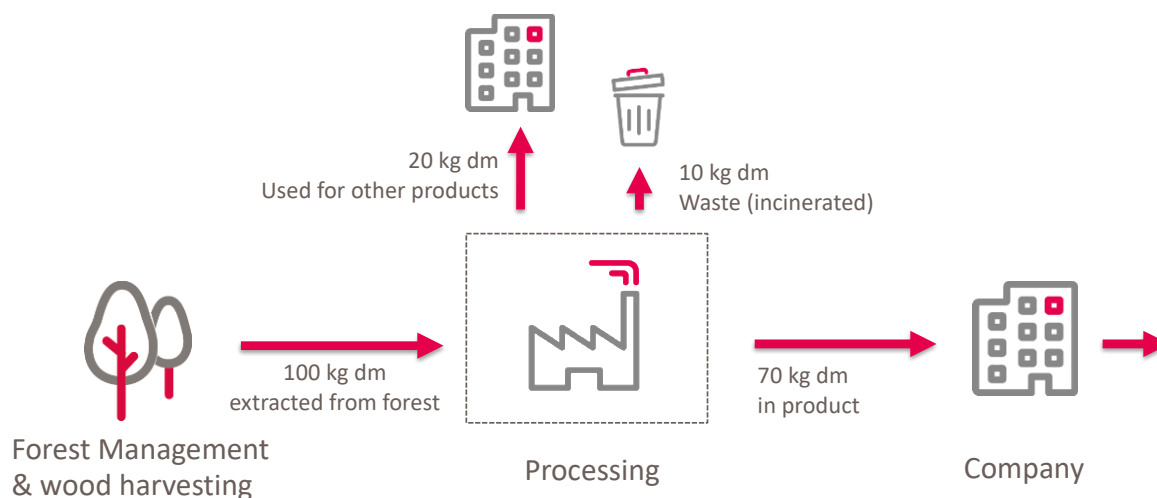 20 kg dm
Used for other products
10 kg dm
Waste (incinerated)
100 kg dm
extracted from forest
70 kg dm
in product
Forest Management
& wood harvesting
Processing
Company